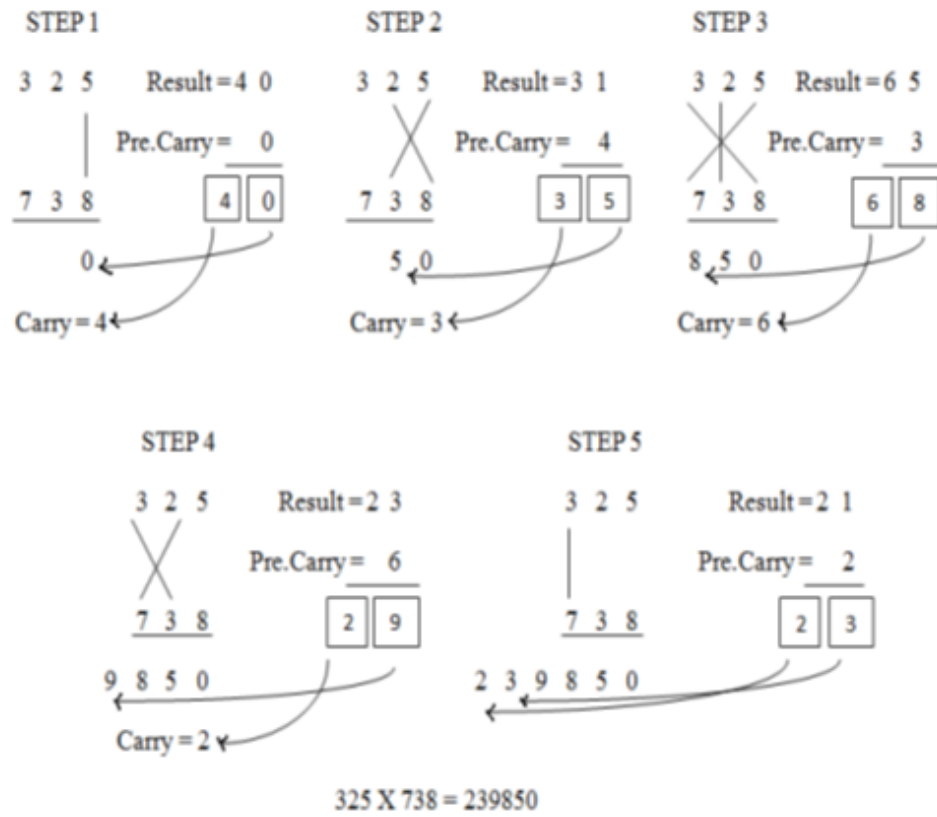 STEP 1
3 2 5 Result = 4 0
Pre.Carry = 0
7 3 8 4 0
0
Carry = 4
STEP 2
3 2 5 Result = 3 1
Pre.Carry = 4
7 3 8 3 5
5 0
Carry = 3
STEP 3
3 2 5 Result = 6 5
Pre.Carry = 3
7 3 8 6 8
8 5 0
Carry = 6
STEP 4
3 2 5 Result = 2 3
Pre.Carry = 6
7 3 8 2 9
9 8 5 0
Carry = 2
STEP 5
3 2 5 Result = 2 1
Pre.Carry = 2
7 3 8 2 3
2 3 9 8 5 0
325 X 738 = 239850